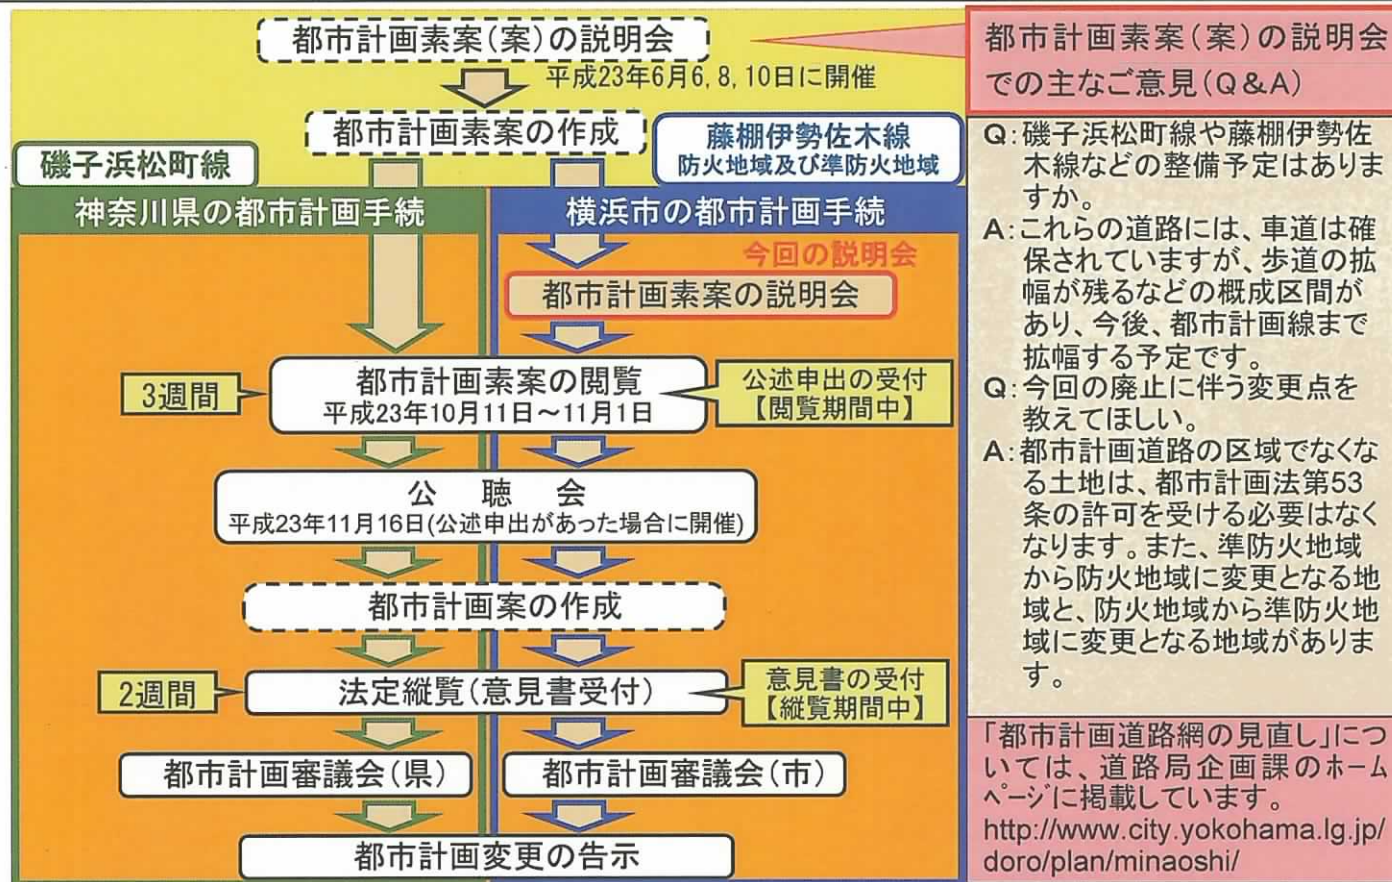 都市計画素案(案)の説明会
平成23年6月6,8,10日に開催
都市計画素案の作成
磯子浜松町線
藤棚伊勢佐木線
防火地域及び準防火地域
神奈川県の都市計画手続
横浜市の都市計画手続
今回の説明会
都市計画素案の説明会
3週間
都市計画素案の閲覧
平成23年10月11日～11月1日
公述申出の受付
【閲覧期間中】
公 聴 会
平成23年11月16日(公述申出があった場合に開催)
都市計画案の作成
2週間
法定縦覧(意見書受付)
意見書の受付
【縦覧期間中】
都市計画審議会(県)
都市計画審議会(市)
都市計画変更の告示
都市計画素案(案)の説明会
での主なご意見(Q&A)
Q:磯子浜松町線や藤棚伊勢佐
木線などの整備予定はありま
すか。
A:これらの道路には、車道は確
保されていますが、歩道の拡
幅が残るなどの概成区間が
あり、今後、都市計画線まで
拡幅する予定です。
Q:今回の廃止に伴う変更点を
教えてほしい。
A:都市計画道路の区域でなくな
る土地は、都市計画法第53
条の許可を受ける必要はなく
なります。また、準防火地域
から防火地域に変更となる地
域と、防火地域から準防火地
域に変更となる地域がありま
す。
「都市計画道路網の見直し」につ
いては、道路局企画課のホーム
ページに掲載しています。
http://www.city.yokohama.lg.jp/
doro/plan/minaoshi/